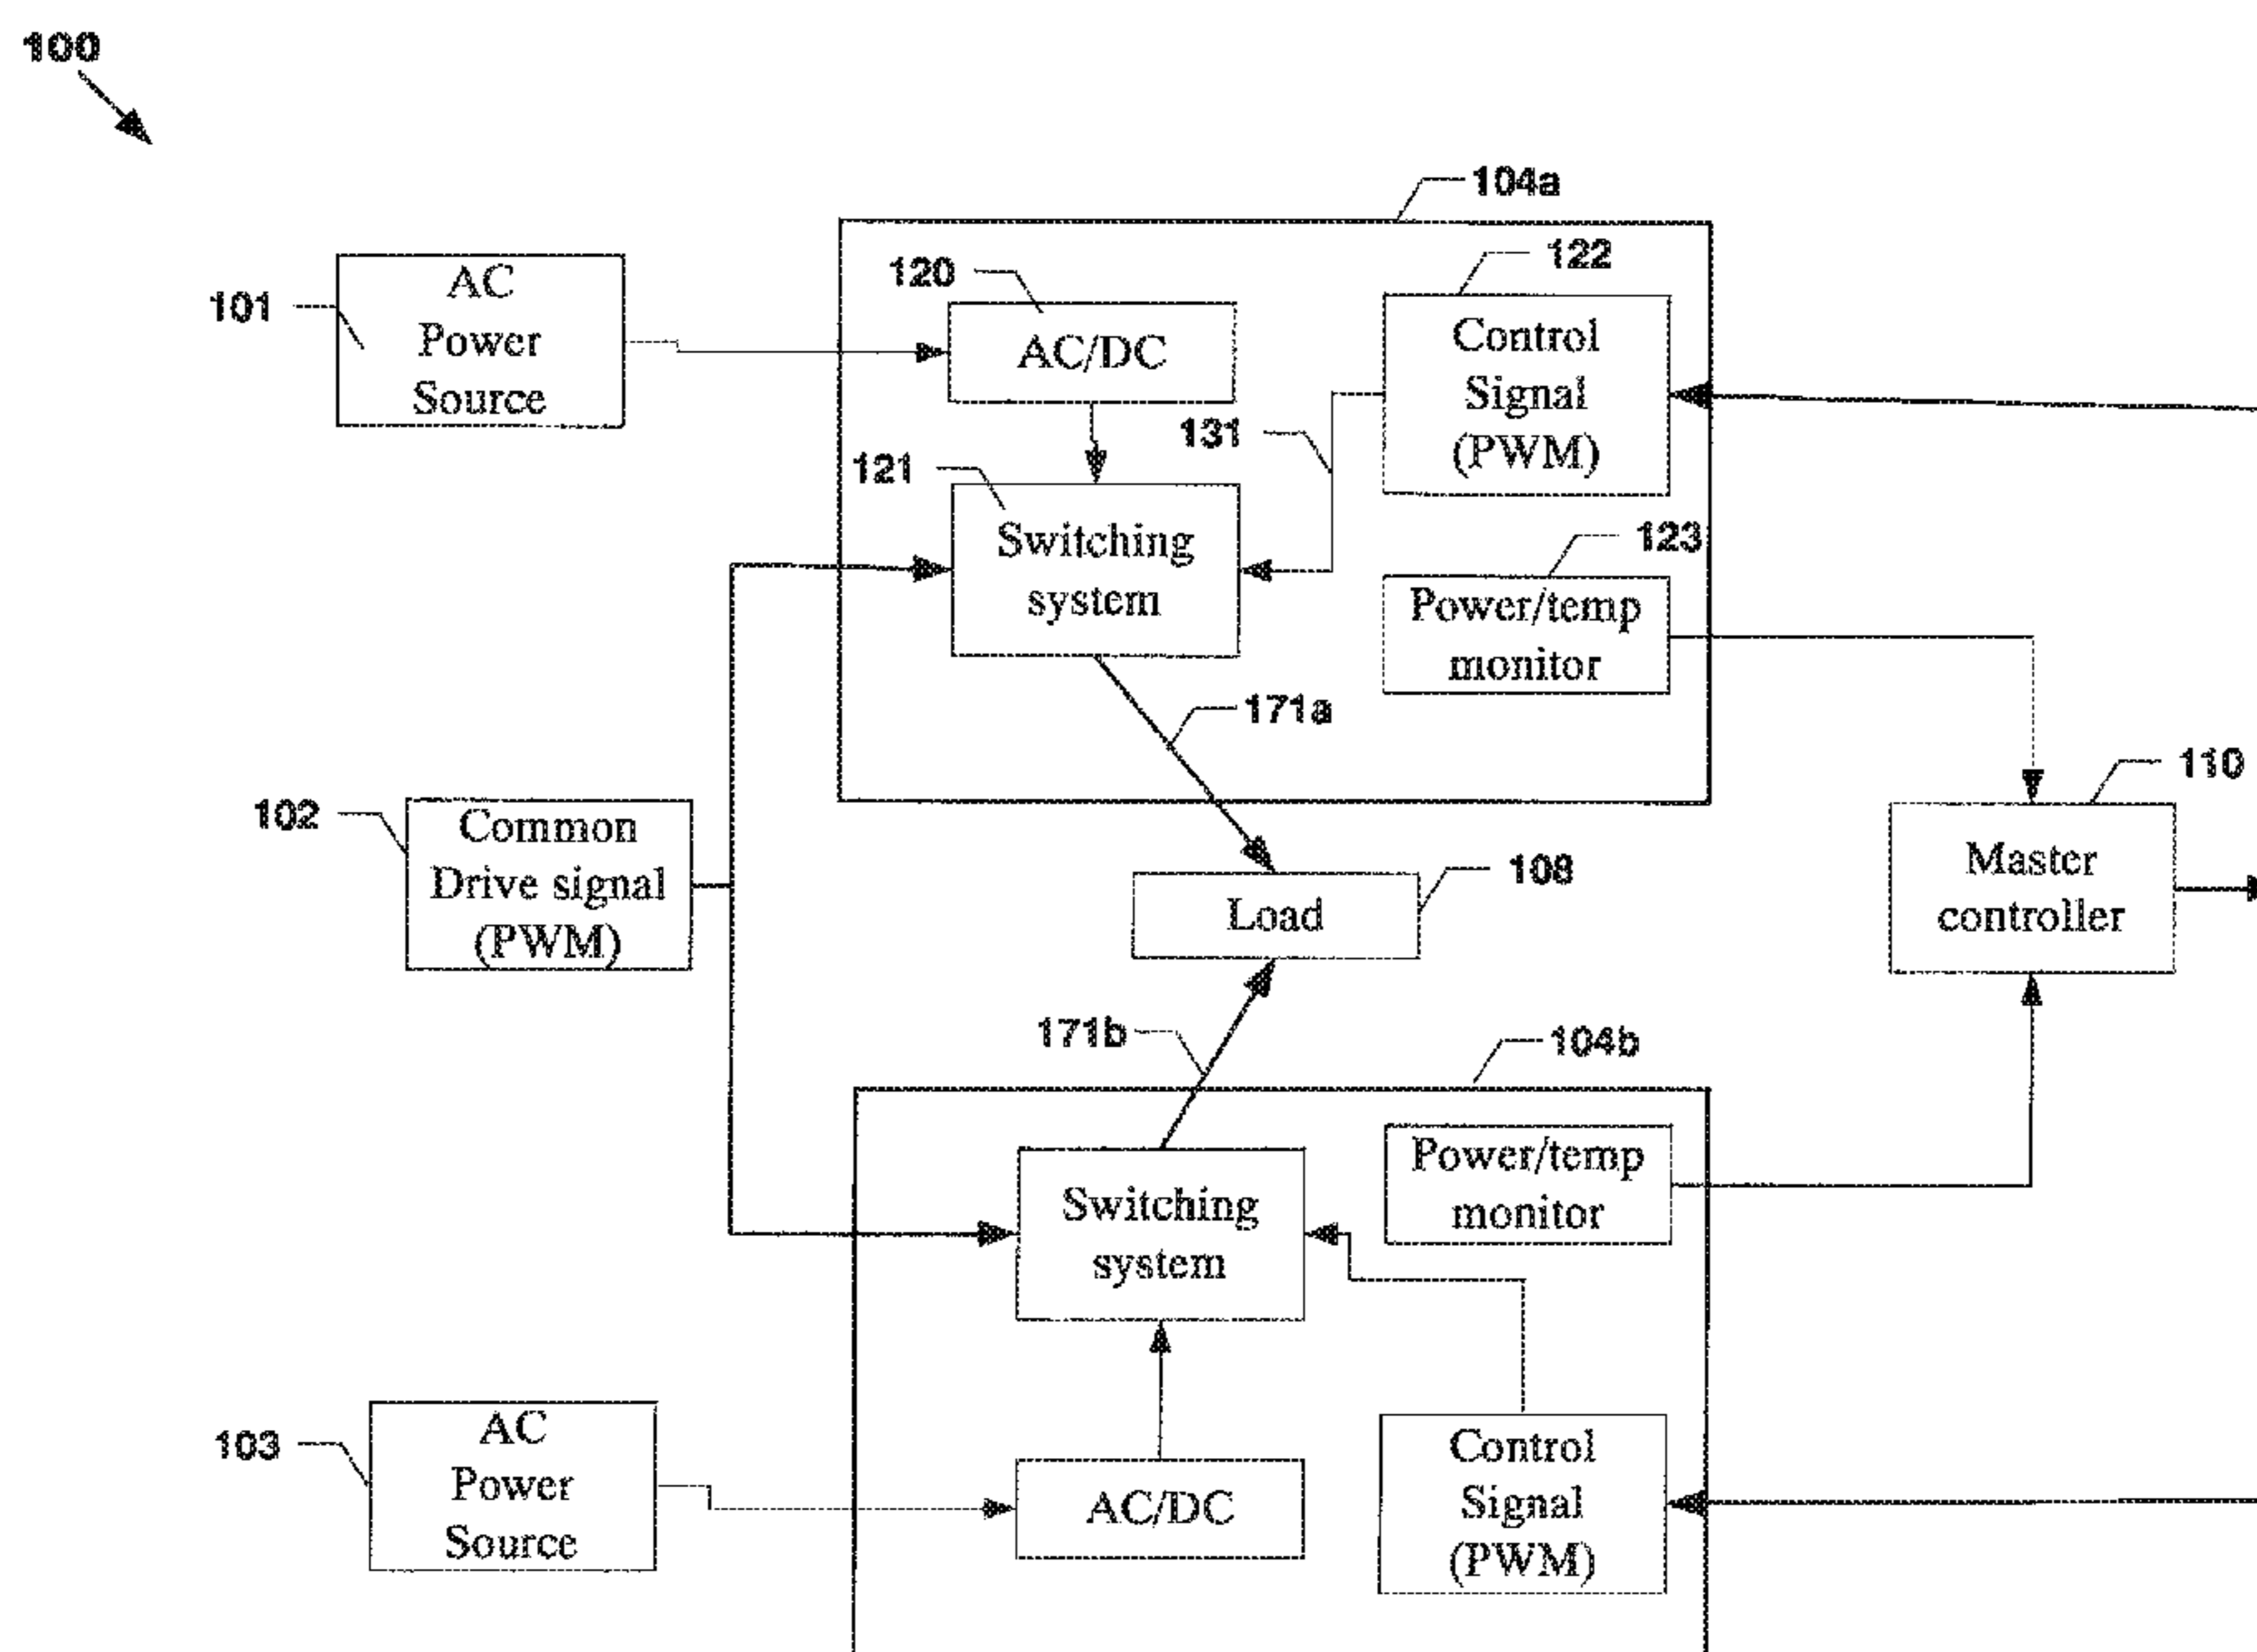 100
104a
122
120
101
AC
Power
Source
AC/DC
Control
Signal
(PWM)
131
121
Switching
system
123
Power/temp
monitor
171a
110
102
Common
Drive signal
(PWM)
Master
controller
108
Load
171b
104b
Power/temp
monitor
Switching
system
103
AC
Power
Source
AC/DC
Control
Signal
(PWM)